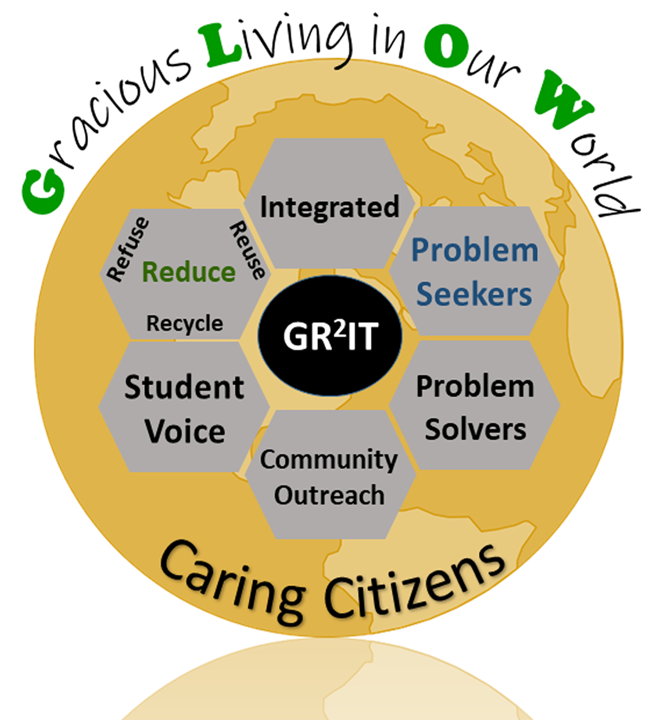 Gracious Living in Our World
Integrated
Problem
Seekers
Refuse
Reuse
Reduce
Recycle
GR²IT
Student
Voice
Problem
Solvers
Community
Outreach
Caring Citizens